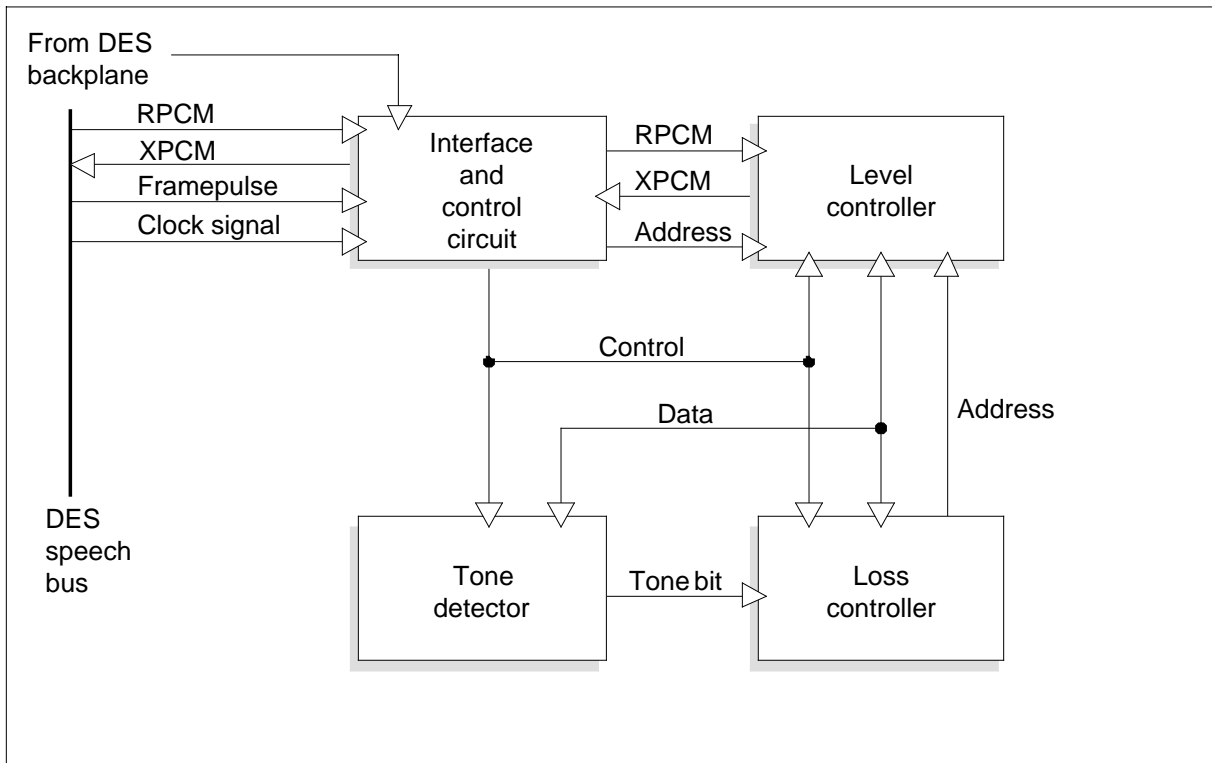 From DES
backplane
RPCM
XPCM
Framepulse
Clock signal
Interface
and
control
circuit
RPCM
XPCM
Address
Level
controller
Control
Data
Address
DES
speech
bus
Tone
detector
Tone bit
Loss
controller